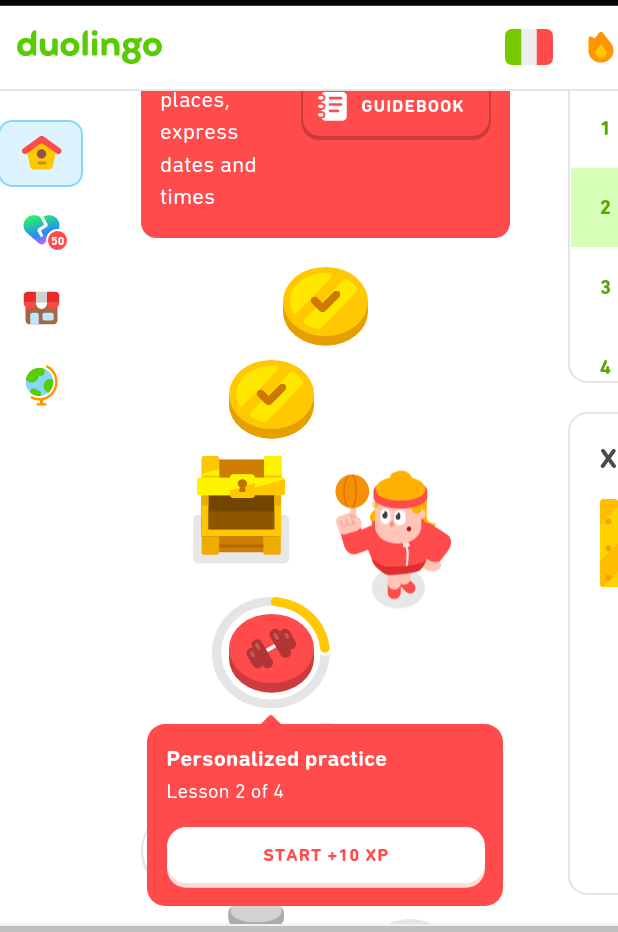 duolingo
places,
express
dates and
times
GUIDEBOOK
50
1
2
3
4
X
Personalized practice
Lesson 2 of 4
START +10 XP